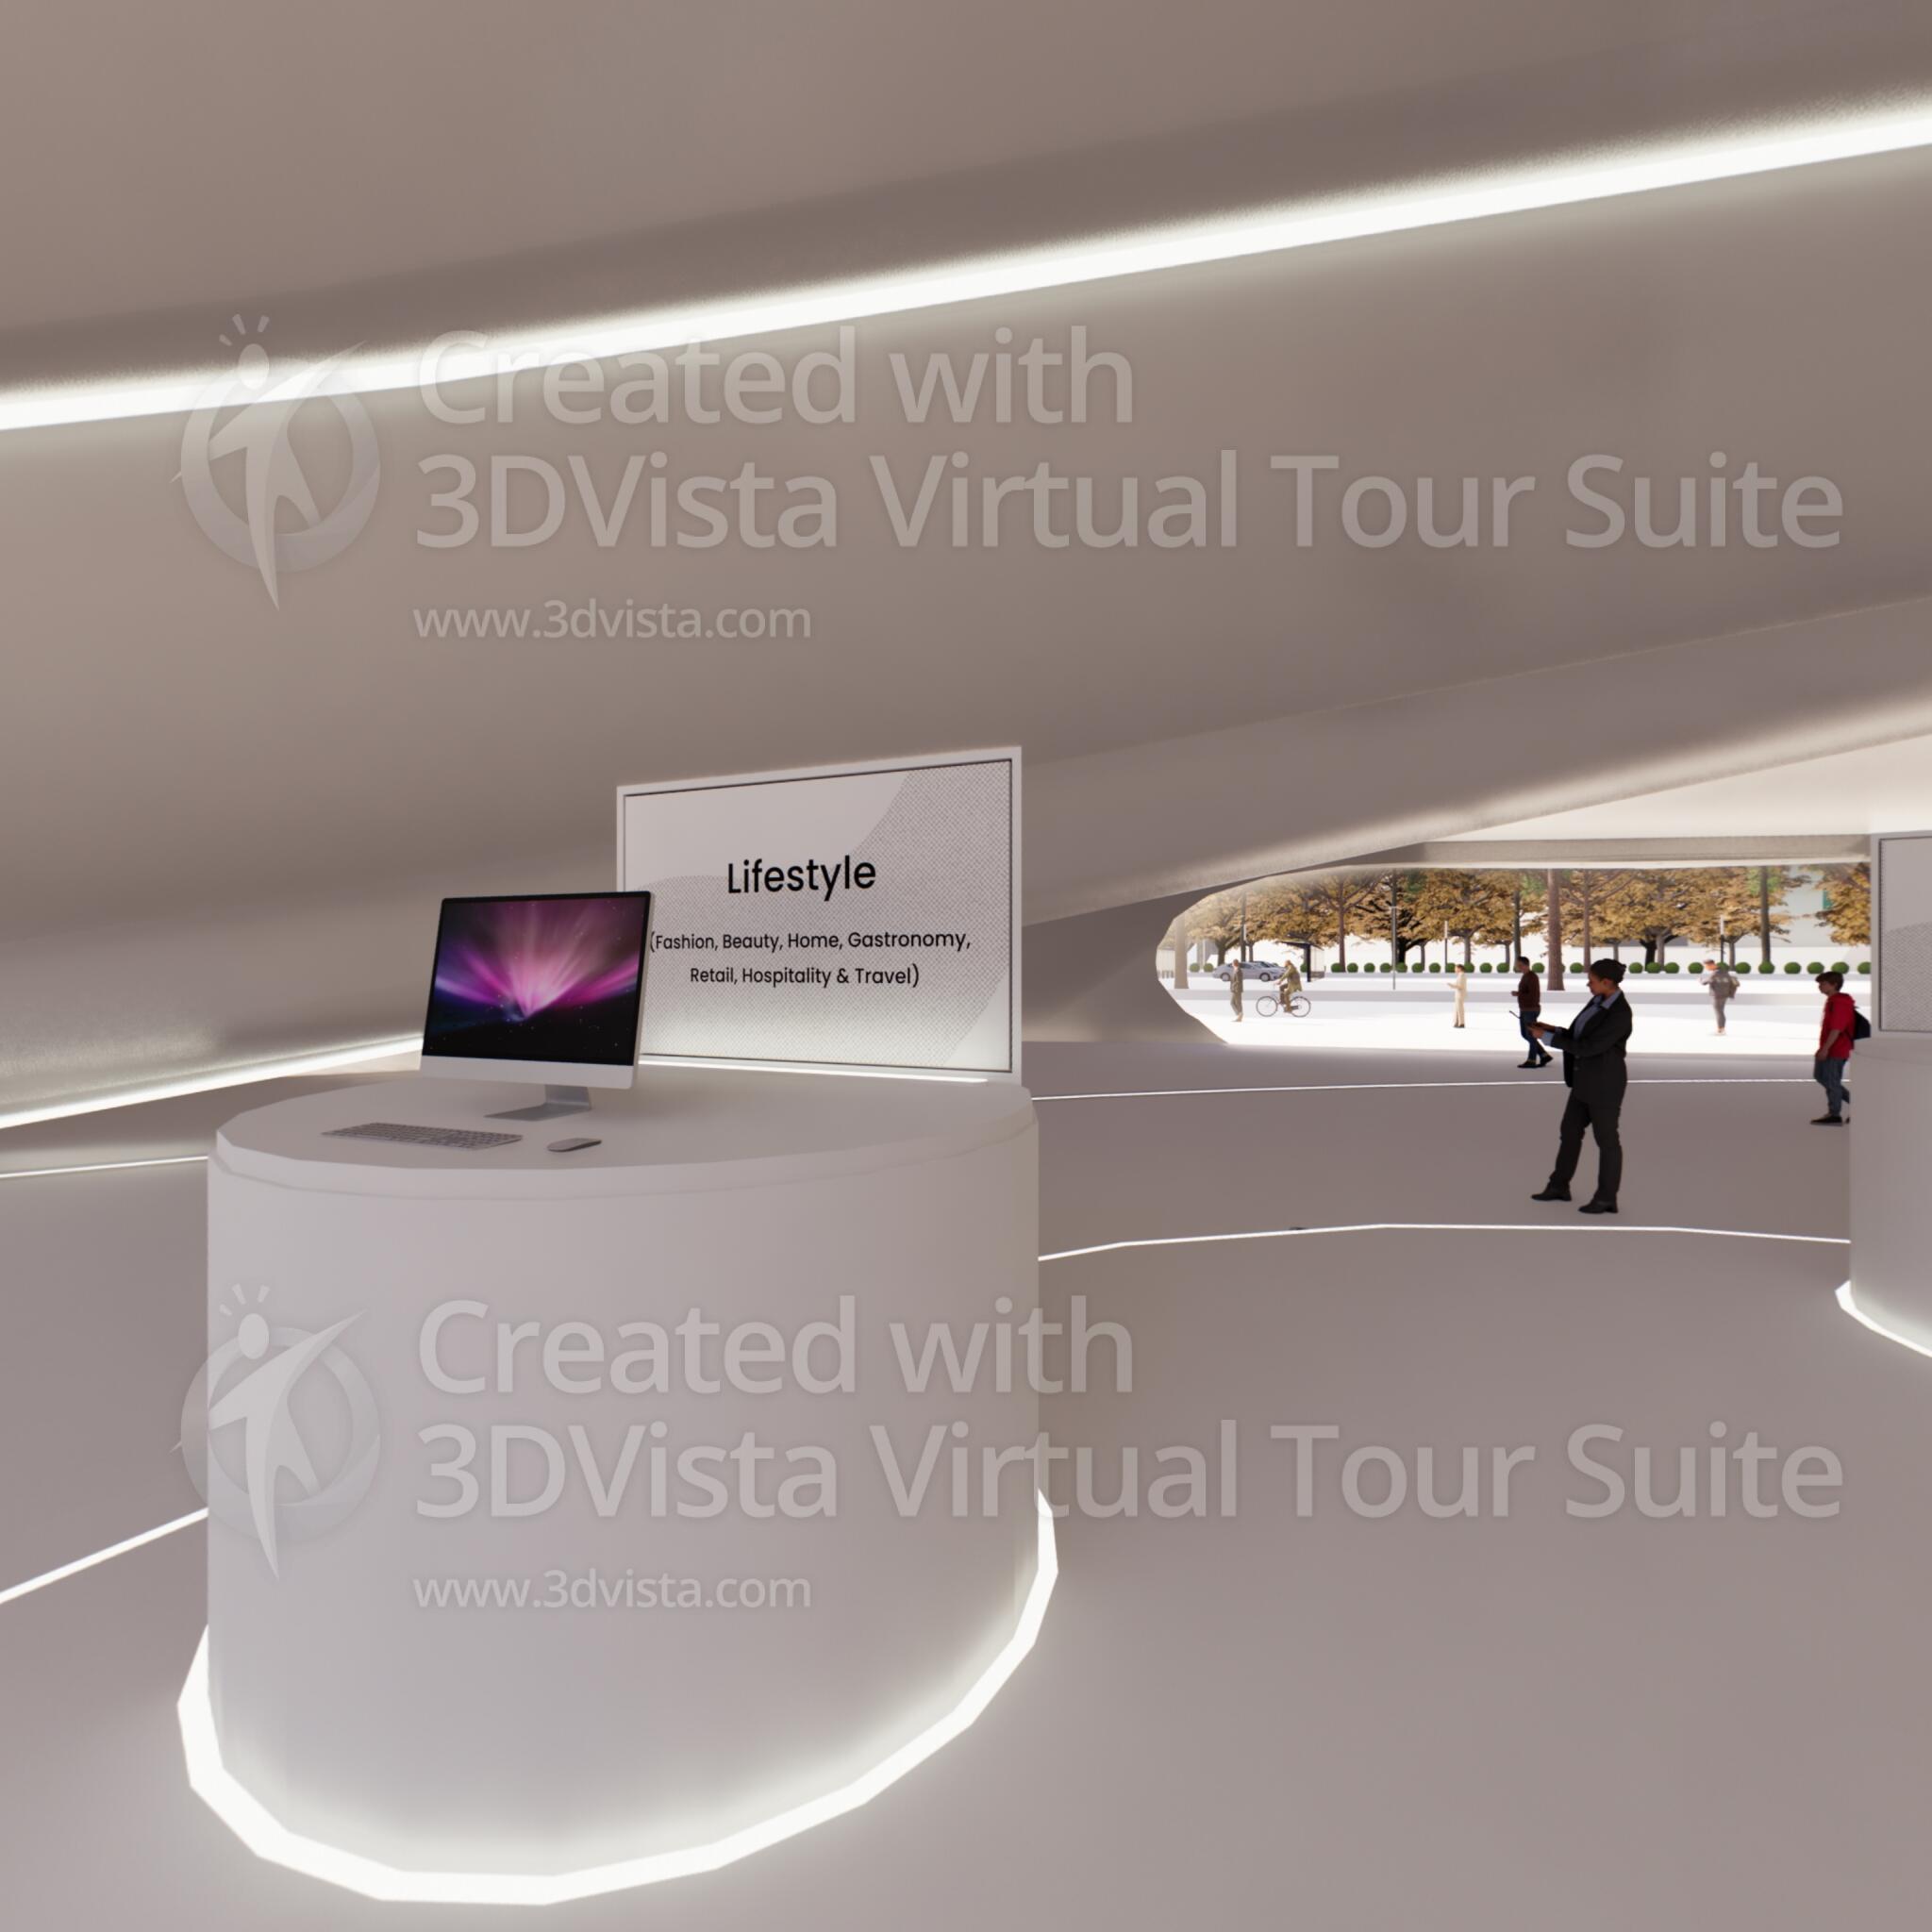 Created with
3DVista Virtual Tour Suite
www.3dvista.com
Lifestyle
(Fashion, Beauty, Home, Gastronomy,
Retail, Hospitality & Travel)
Created with
3DVista Virtual Tour Suite
www.3dvista.com